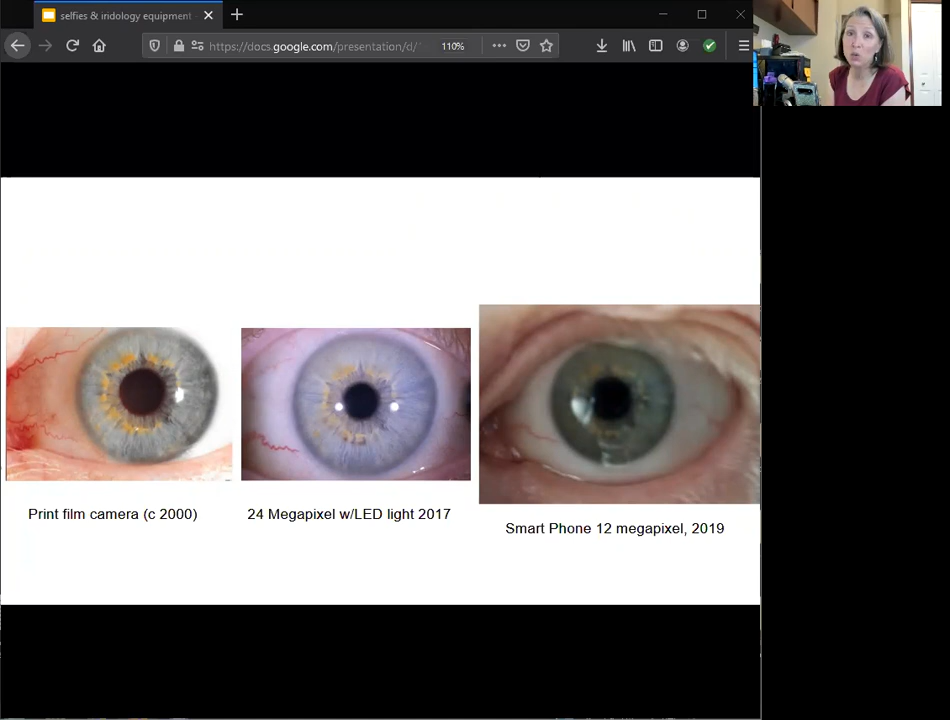 selfies & iridology equipment
https://docs.google.com/presentation/d/
110%
Print film camera (c 2000)
24 Megapixel w/LED light 2017
Smart Phone 12 megapixel, 2019